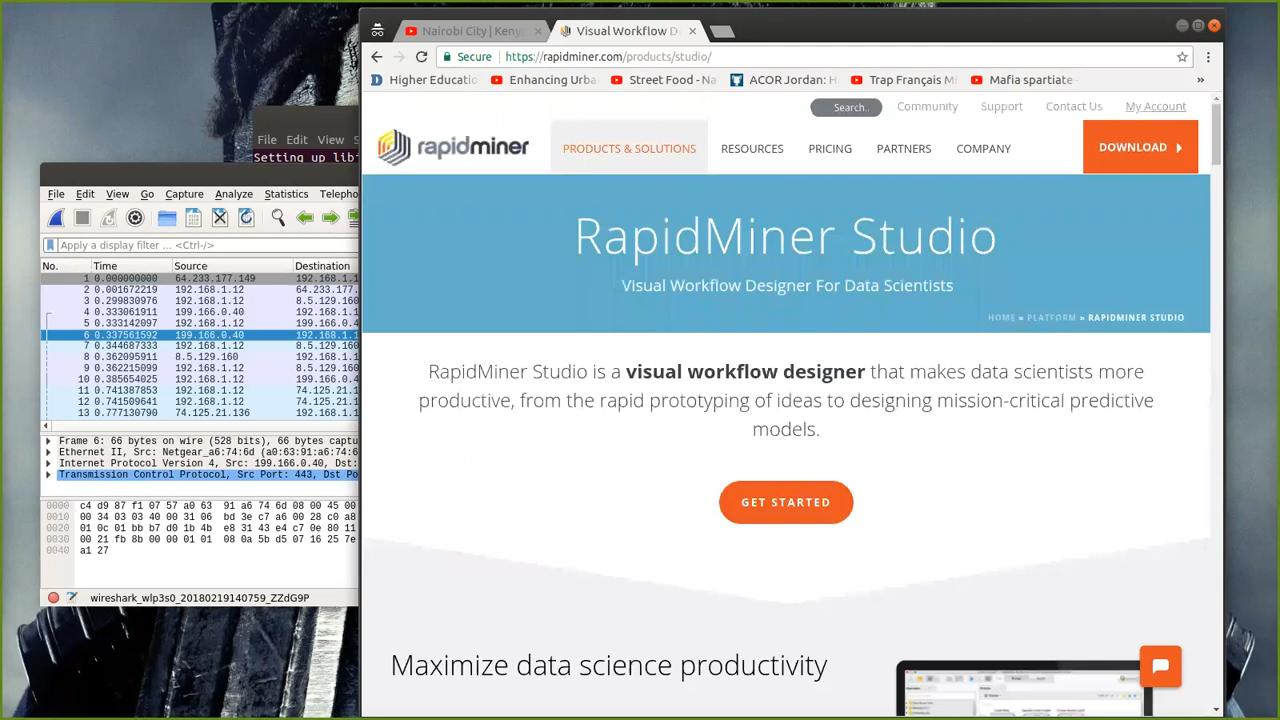 Nairobi City | Keny
Visual Workflow D
Secure
https://rapidminer.com/products/studio/
Higher Educatio
Enhancing Urba
Street Food - Na
ACOR Jordan: H
Trap Français Mi
Mafia spartiate
»
Search..
Community
Support
Contact Us
My Account
rapidminer
PRODUCTS & SOLUTIONS
RESOURCES
PRICING
PARTNERS
COMPANY
DOWNLOAD
RapidMiner Studio
Visual Workflow Designer For Data Scientists
HOME » PLATFORM » RAPIDMINER STUDIO
RapidMiner Studio is a visual workflow designer that makes data scientists more
productive, from the rapid prototyping of ideas to designing mission-critical predictive
models.
GET STARTED
Maximize data science productivity
File Edit View S
Setting up lib
File Edit View Go Capture Analyze Statistics Telepho
Apply a display filter ... <Ctrl-/>
No. Time Source Destination
1 0.000000000 64.233.177.149 192.168.1.1
2 0.001672219 192.168.1.12 64.233.177.
3 0.299830976 192.168.1.12 8.5.129.160
4 0.333061911 199.166.0.40 192.168.1.1
5 0.333142097 192.168.1.12 199.166.0.4
6 0.337561592 199.166.0.40 192.168.1.1
7 0.344687333 192.168.1.12 8.5.129.160
8 0.362095911 8.5.129.160 192.168.1.1
9 0.362215099 192.168.1.12 8.5.129.160
10 0.385654025 192.168.1.12 199.166.0.4
11 0.741387853 192.168.1.12 74.125.21.1
12 0.741509641 192.168.1.12 74.125.21.1
13 0.777130790 74.125.21.136 192.168.1.1
Frame 6: 66 bytes on wire (528 bits), 66 bytes captu
Ethernet II, Src: Netgear_a6:74:6d (a0:63:91:a6:74:6
Internet Protocol Version 4, Src: 199.166.0.40, Dst:
Transmission Control Protocol, Src Port: 443, Dst Po
0000 c4 d9 87 f1 07 57 a0 63 91 a6 74 6d 08 00 45 00
0010 00 34 03 03 40 00 31 06 bd 3e c7 a6 00 28 c0 a8
0020 01 0c 01 bb b7 d0 1b 4b e8 31 43 e4 c7 0e 80 11
0030 00 21 fb 8b 00 00 01 01 08 0a 5b d5 07 16 25 7e
0040 a1 27
wireshark_wlp3s0_20180219140759_ZZdG9P